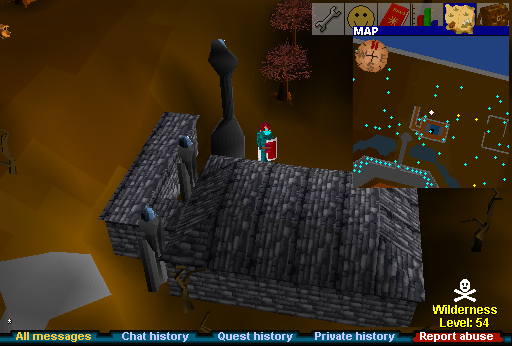 MAP
Wilderness
Level: 54
*
All messages
Chat history
Quest history
Private history
Report abuse